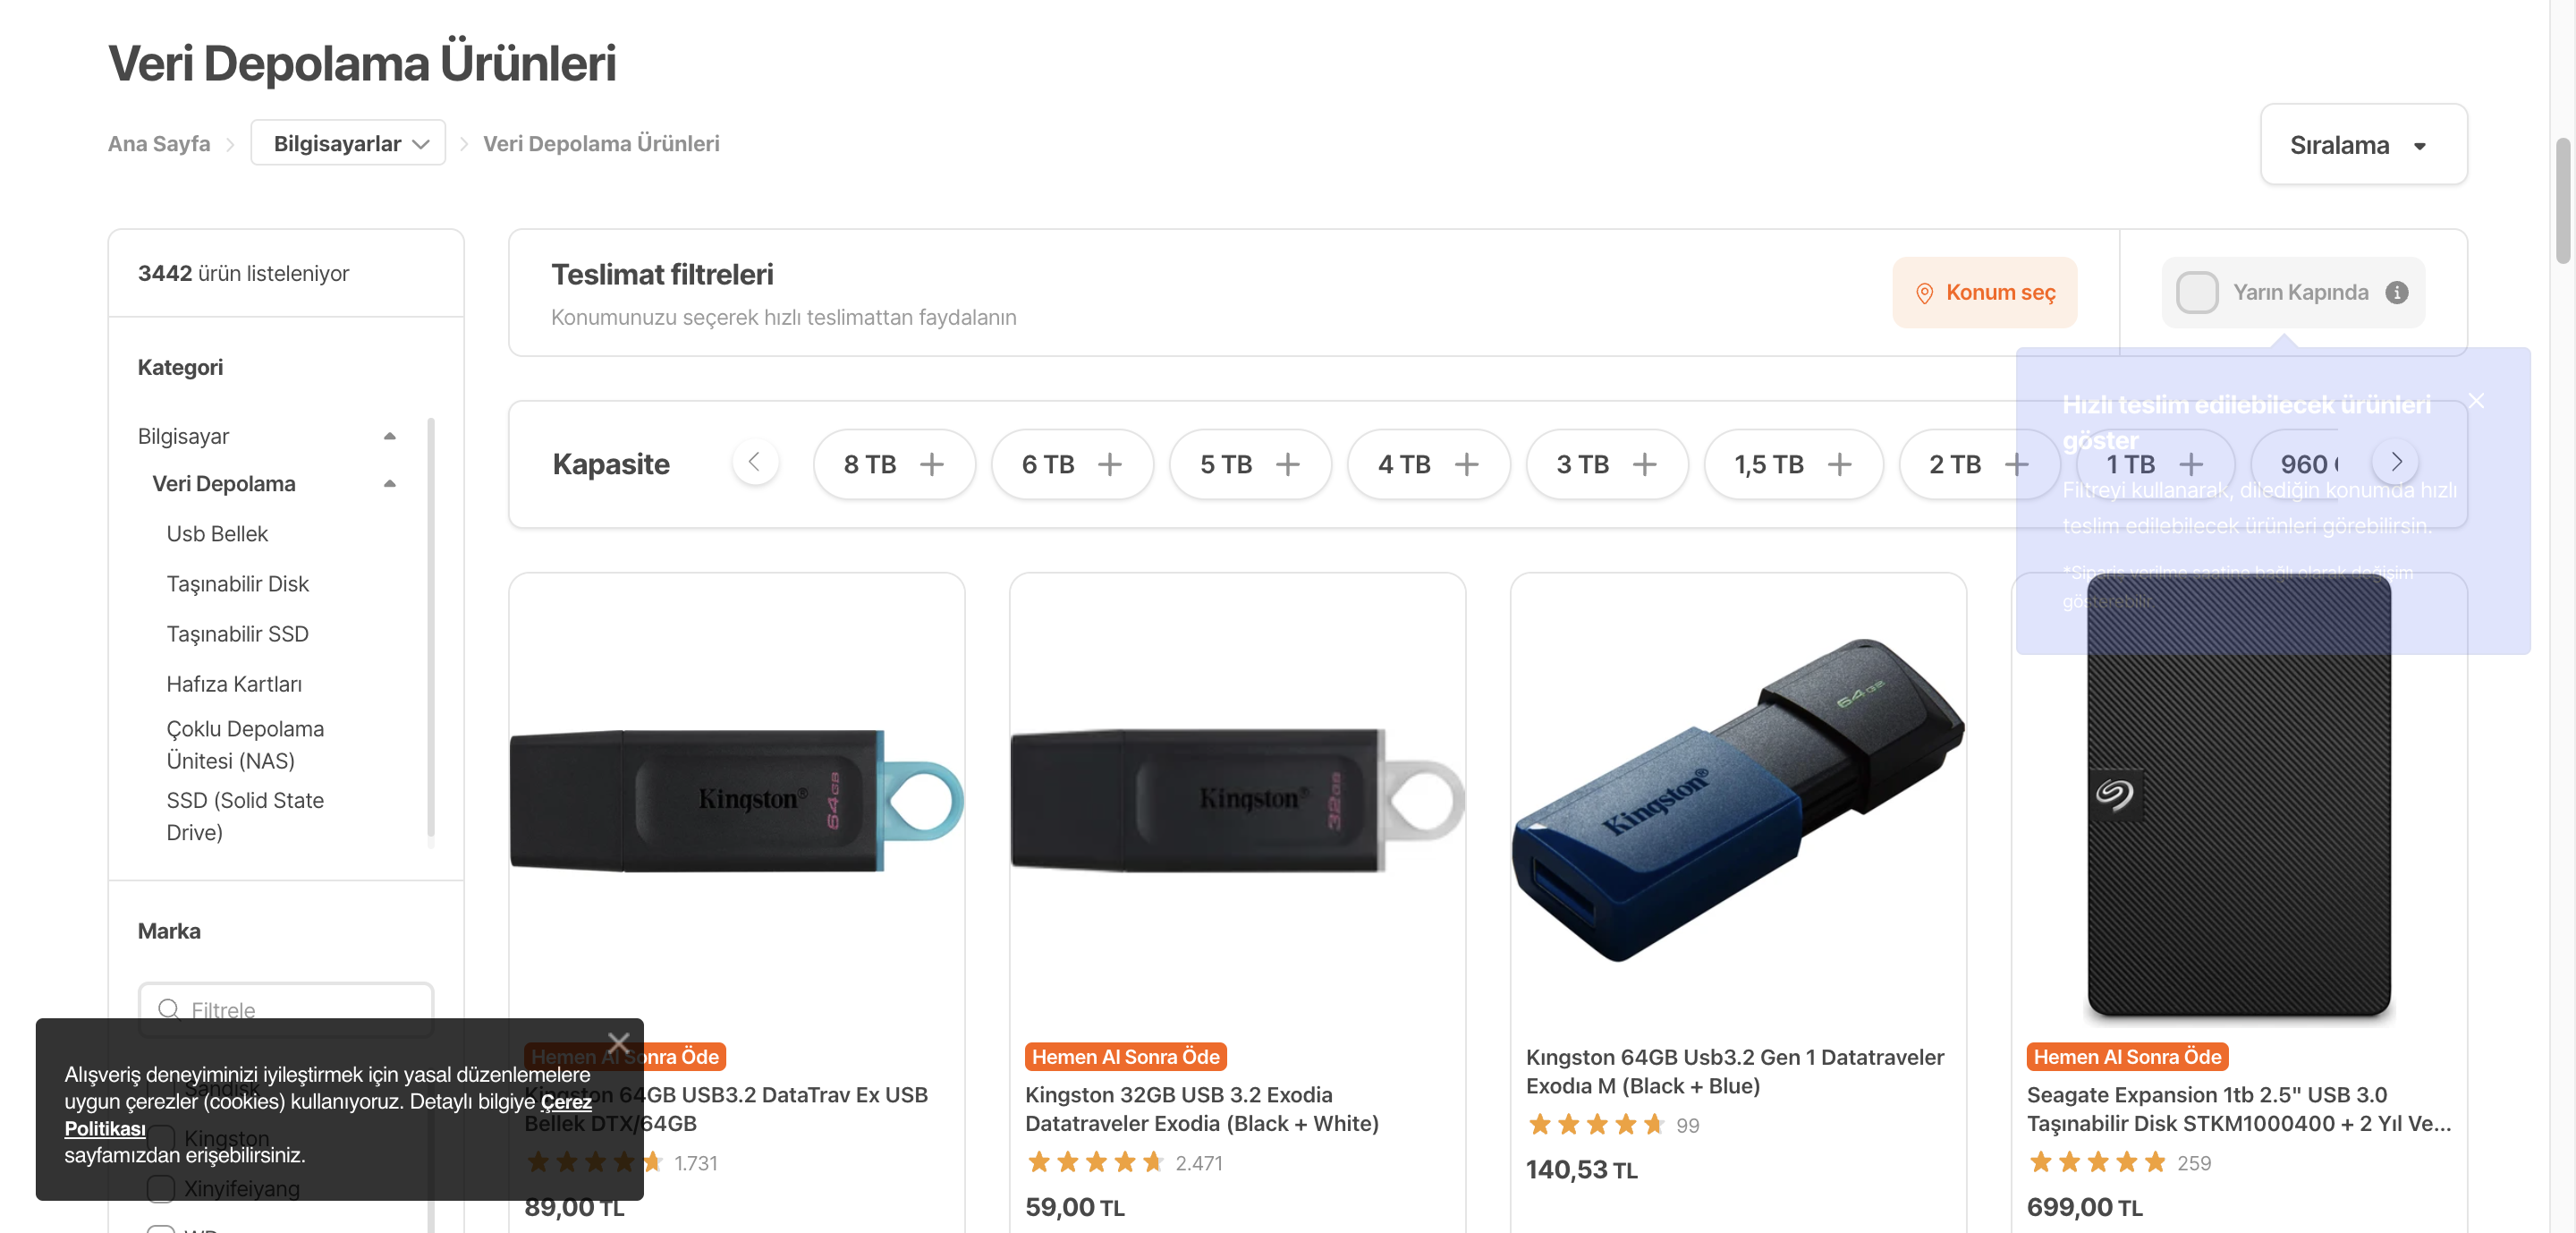 Veri Depolama Ürünleri
Ana Sayfa
Bilgisayarlar
Veri Depolama Ürünleri
Sıralama
3442 ürün listeleniyor
Kategori
Bilgisayar
Veri Depolama
Usb Bellek
Taşınabilir Disk
Taşınabilir SSD
Hafıza Kartları
Çoklu Depolama
Ünitesi (NAS)
SSD (Solid State
Drive)
Marka
Filtrele
Sandisk
Kingston
Xinyifeiyang
WD
Teslimat filtreleri
Konumunuzu seçerek hızlı teslimattan faydalanın
Konum seç
Yarın Kapında
Hızlı teslim edilebilecek ürünleri
göster
Filtreyi kullanarak, dilediğin konumda hızlı
teslim edilebilecek ürünleri görebilirsin.
*Sipariş verilme saatine bağlı olarak değişim
gösterebilir.
Kapasite
8 TB
6 TB
5 TB
4 TB
3 TB
1,5 TB
2 TB
1 TB
960
Kingston® 64GB
Hemen Al Sonra Öde
Kingston 64GB USB3.2 DataTrav Ex USB
Bellek DTX/64GB
1.731
89,00 TL
Kingston® 32GB
Hemen Al Sonra Öde
Kingston 32GB USB 3.2 Exodia
Datatraveler Exodia (Black + White)
2.471
59,00 TL
Kingston® 64GB
Kıngston 64GB Usb3.2 Gen 1 Datatraveler
Exodıa M (Black + Blue)
99
140,53 TL
Hemen Al Sonra Öde
Seagate Expansion 1tb 2.5" USB 3.0
Taşınabilir Disk STKM1000400 + 2 Yıl Ve...
259
699,00 TL
Alışveriş deneyiminizi iyileştirmek için yasal düzenlemelere
uygun çerezler (cookies) kullanıyoruz. Detaylı bilgiye Çerez
Politikası
sayfamızdan erişebilirsiniz.